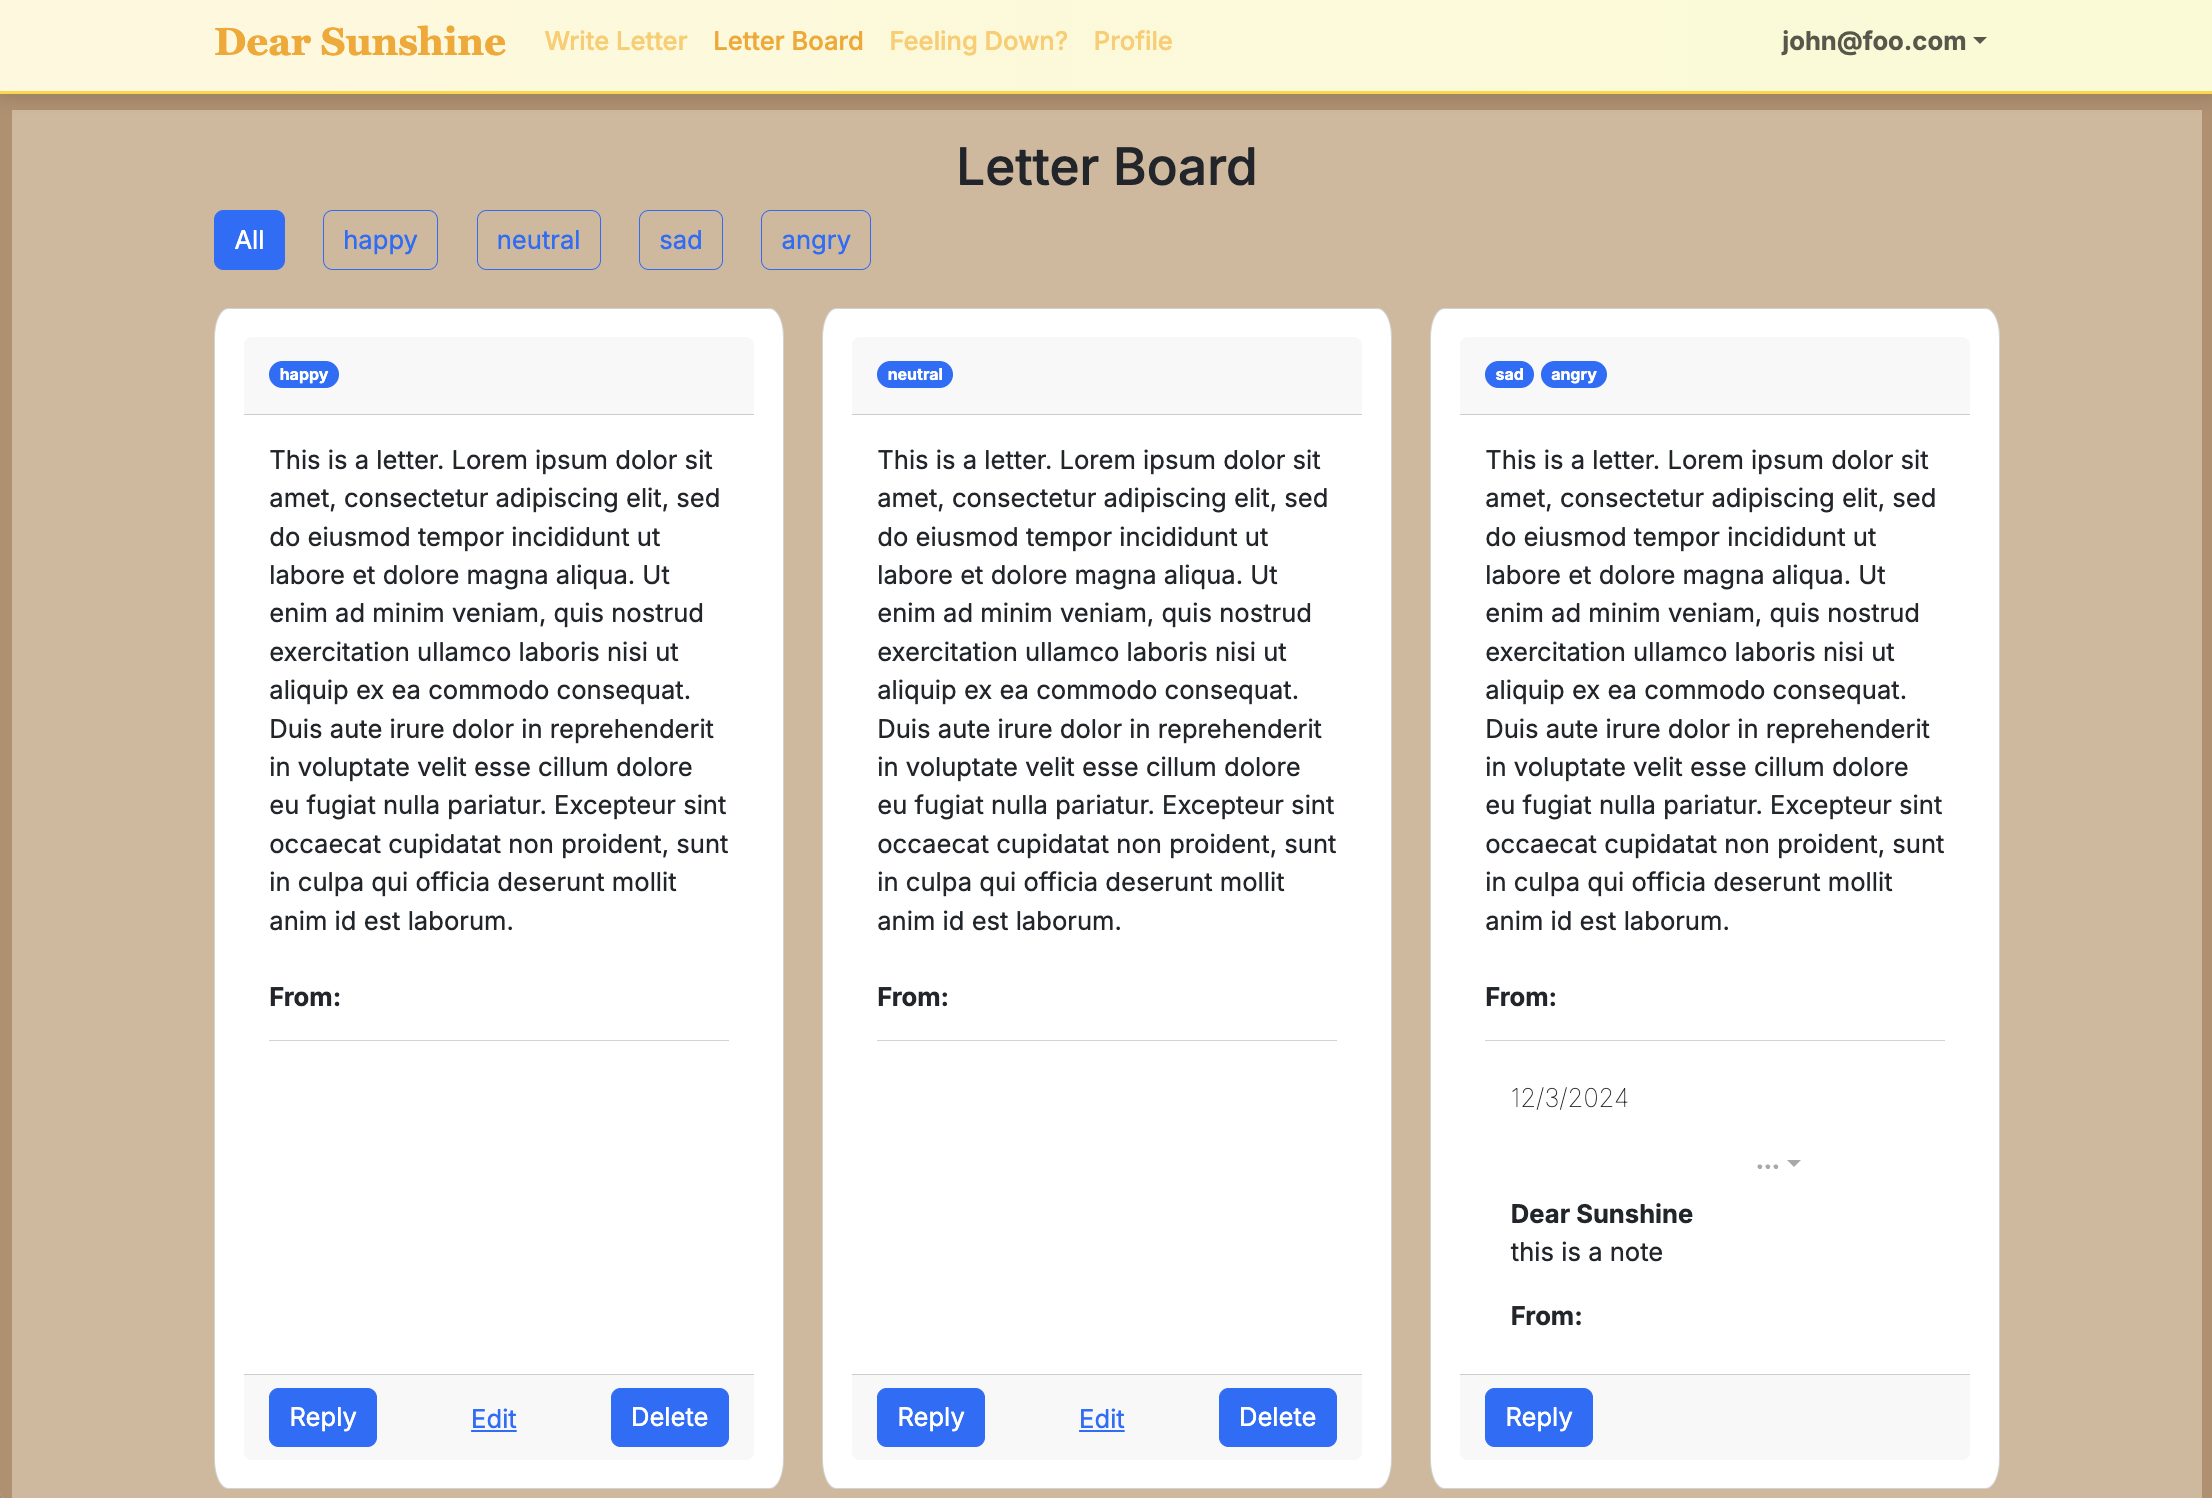 Dear Sunshine Write Letter Letter Board Feeling Down? Profile john@foo.com
Letter Board
All happy neutral sad angry
happy
This is a letter. Lorem ipsum dolor sit
amet, consectetur adipiscing elit, sed
do eiusmod tempor incididunt ut
labore et dolore magna aliqua. Ut
enim ad minim veniam, quis nostrud
exercitation ullamco laboris nisi ut
aliquip ex ea commodo consequat.
Duis aute irure dolor in reprehenderit
in voluptate velit esse cillum dolore
eu fugiat nulla pariatur. Excepteur sint
occaecat cupidatat non proident, sunt
in culpa qui officia deserunt mollit
anim id est laborum.
From:
Reply Edit Delete
neutral
This is a letter. Lorem ipsum dolor sit
amet, consectetur adipiscing elit, sed
do eiusmod tempor incididunt ut
labore et dolore magna aliqua. Ut
enim ad minim veniam, quis nostrud
exercitation ullamco laboris nisi ut
aliquip ex ea commodo consequat.
Duis aute irure dolor in reprehenderit
in voluptate velit esse cillum dolore
eu fugiat nulla pariatur. Excepteur sint
occaecat cupidatat non proident, sunt
in culpa qui officia deserunt mollit
anim id est laborum.
From:
Reply Edit Delete
sad angry
This is a letter. Lorem ipsum dolor sit
amet, consectetur adipiscing elit, sed
do eiusmod tempor incididunt ut
labore et dolore magna aliqua. Ut
enim ad minim veniam, quis nostrud
exercitation ullamco laboris nisi ut
aliquip ex ea commodo consequat.
Duis aute irure dolor in reprehenderit
in voluptate velit esse cillum dolore
eu fugiat nulla pariatur. Excepteur sint
occaecat cupidatat non proident, sunt
in culpa qui officia deserunt mollit
anim id est laborum.
From:
12/3/2024
...
Dear Sunshine
this is a note
From:
Reply